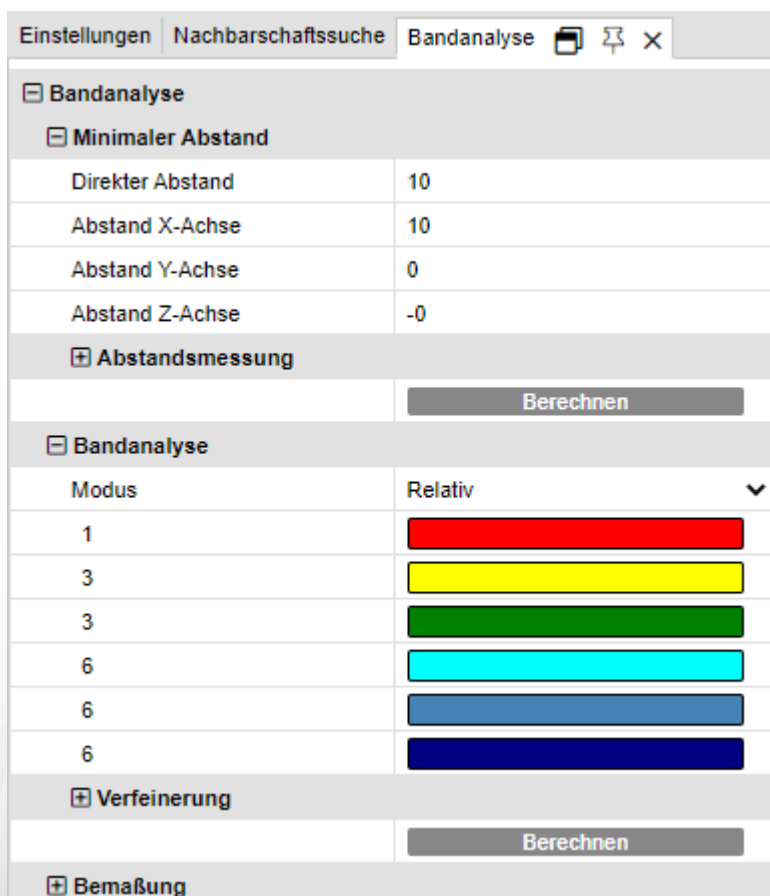 Einstellungen Nachbarschaftssuche Bandanalyse
Bandanalyse
Minimaler Abstand
Direkter Abstand 10
Abstand X-Achse 10
Abstand Y-Achse 0
Abstand Z-Achse -0
Abstandsmessung
Berechnen
Bandanalyse
Modus Relativ
1
3
3
6
6
6
Verfeinerung
Berechnen
Bemaßung